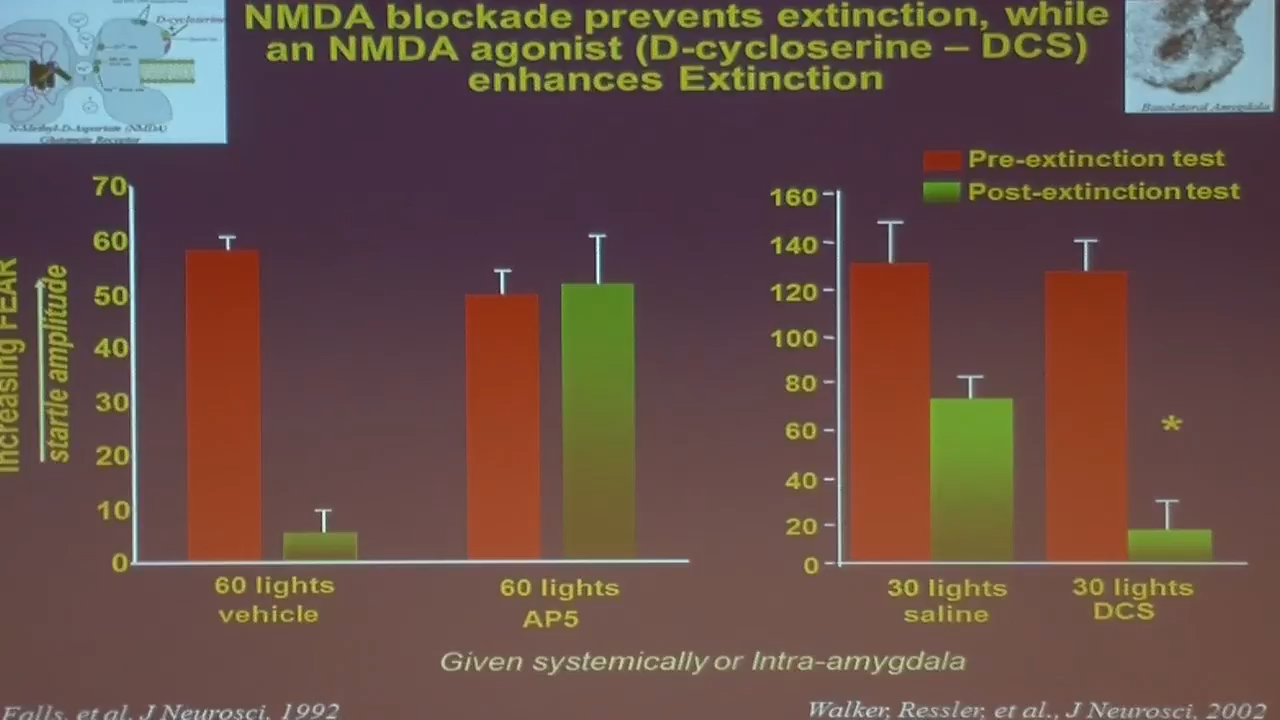 NMDA blockade prevents extinction, while
an NMDA agonist (D-cycloserine – DCS)
enhances Extinction
D-cycloserine
N-Methyl-D-Aspartate (NMDA)
Glutamate Receptor
Basolateral Amygdala
Pre-extinction test
Post-extinction test
Increasing FEAR
startle amplitude
70
60
50
40
30
20
10
0
160
140
120
100
80
60
40
20
0
*
60 lights
vehicle
60 lights
AP5
30 lights
saline
30 lights
DCS
Given systemically or Intra-amygdala
Falls, et al, J Neurosci, 1992
Walker, Ressler, et al., J Neurosci, 2002